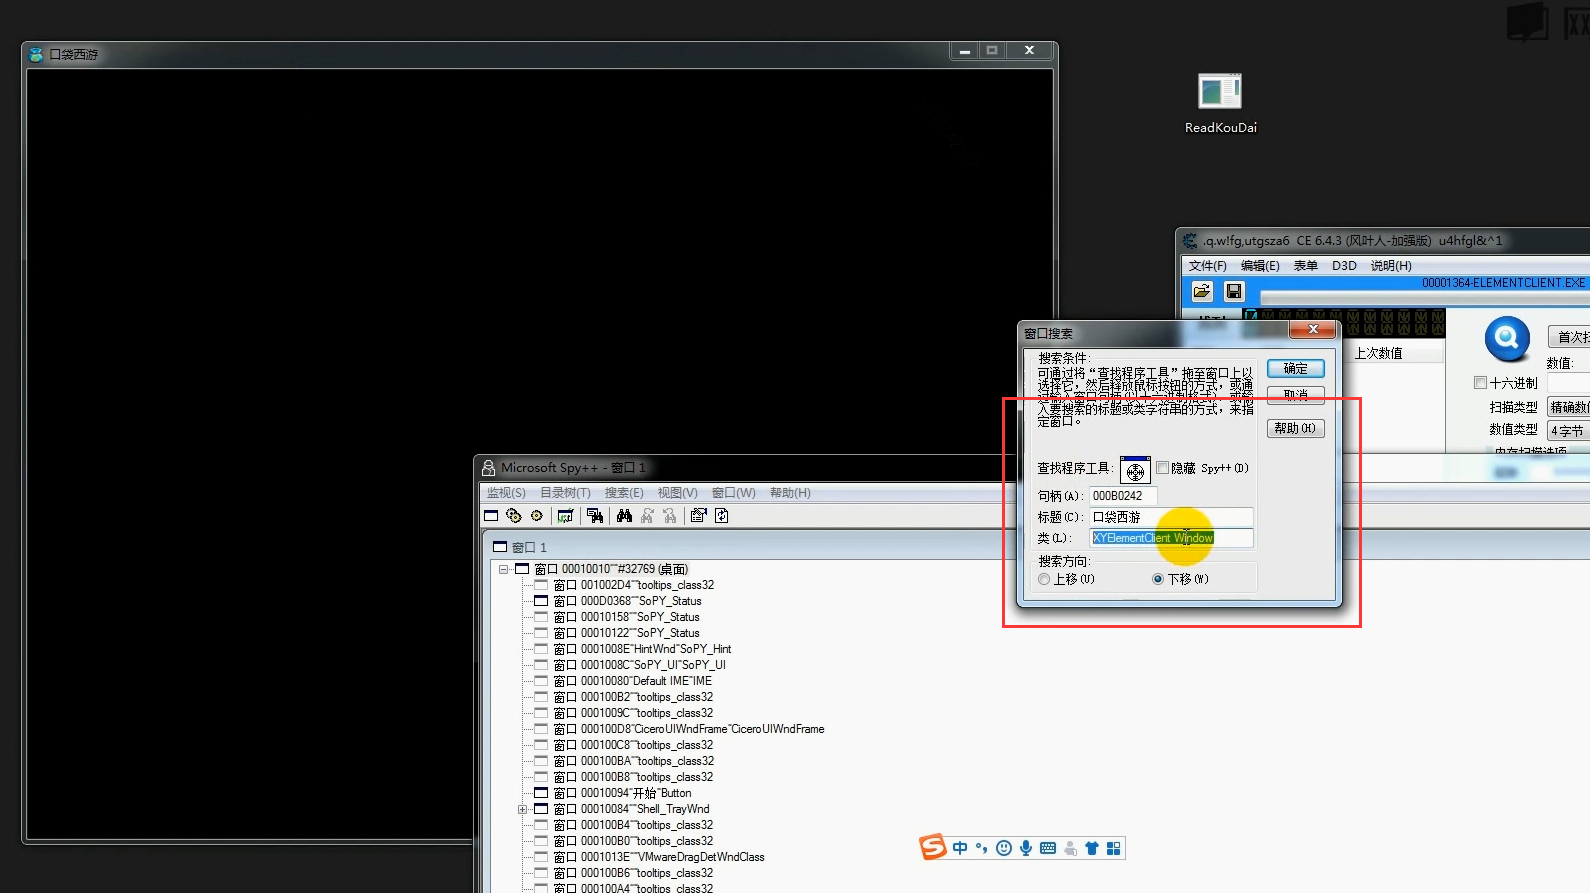 口袋西游
ReadKouDai
.q.w!fg,utgsza6 CE 6.4.3 (风叶人-加强版) u4hfgl&^1
文件(F) 编辑(E) 表单 D3D 说明(H)
00001364-ELEMENTCLIENT.EXE
上次数值
首次
数值:
十六进制
扫描类型 精确数
数值类型 4字节
内存扫描选项
窗口搜索
搜索条件:
可通过将“查找程序工具”拖至窗口上以
选择它，然后释放鼠标按钮的方式，或通
过输入窗口句柄(以十六进制格式)，或输
入要搜索的标题或类字符串的方式，来指
定窗口。
确定
取消
帮助(H)
查找程序工具: 隐藏 Spy++(D)
句柄(A): 000B0242
标题(C): 口袋西游
类(L): XYElementClient Window
搜索方向:
上移(U) 下移(W)
Microsoft Spy++ - 窗口 1
监视(S) 目录树(T) 搜索(E) 视图(V) 窗口(W) 帮助(H)
窗口 1
窗口 00010010""#32769 (桌面)
窗口 001002D4""tooltips_class32
窗口 000D0368""SoPY_Status
窗口 00010158""SoPY_Status
窗口 00010122""SoPY_Status
窗口 0001008E"HintWnd"SoPY_Hint
窗口 0001008C"SoPY_UI"SoPY_UI
窗口 00010080"Default IME"IME
窗口 000100B2""tooltips_class32
窗口 0001009C""tooltips_class32
窗口 000100D8"CiceroUIWndFrame"CiceroUIWndFrame
窗口 000100C8""tooltips_class32
窗口 000100BA""tooltips_class32
窗口 000100B8""tooltips_class32
窗口 00010094"开始"Button
窗口 00010084""Shell_TrayWnd
窗口 000100B4""tooltips_class32
窗口 000100B0""tooltips_class32
窗口 0001013E""VMwareDragDetWndClass
窗口 000100B6""tooltips_class32
窗口 000100A4""tooltips_class32
中